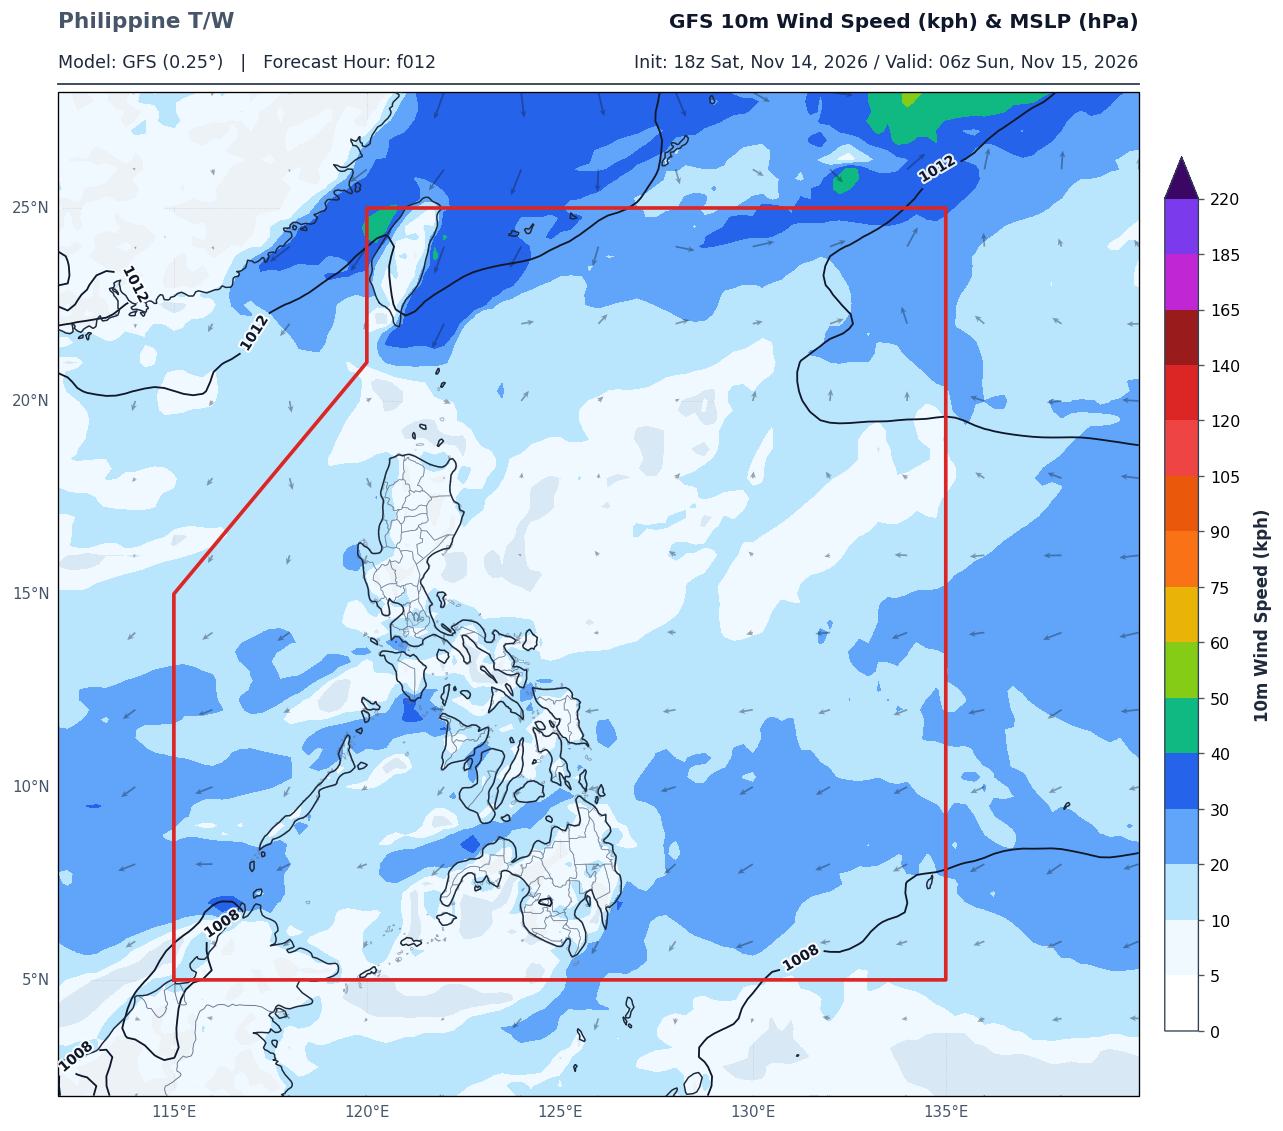 Philippine T/W
GFS 10m Wind Speed (kph) & MSLP (hPa)
Model: GFS (0.25°) | Forecast Hour: f012
Init: 18z Sat, Nov 14, 2026 / Valid: 06z Sun, Nov 15, 2026
1012
1012
1012
1008
1008
1008
25°N
20°N
15°N
10°N
5°N
115°E
120°E
125°E
130°E
135°E
220
185
165
140
120
105
90
75
60
50
40
30
20
10
5
0
10m Wind Speed (kph)